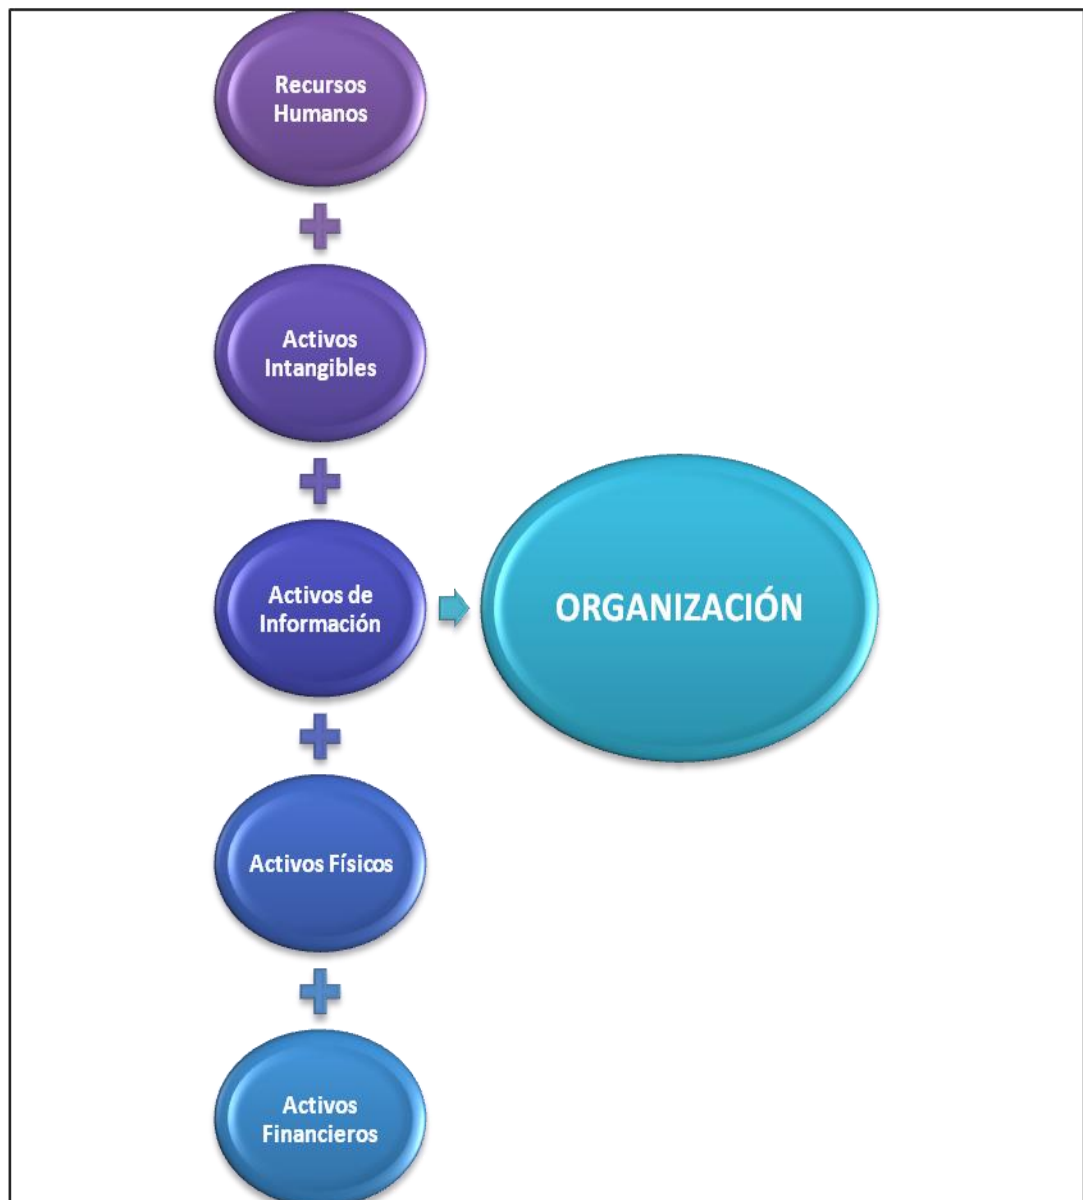 Recursos
Humanos
Activos
Intangibles
Activos de
Información
ORGANIZACIÓN
Activos Físicos
Activos
Financieros